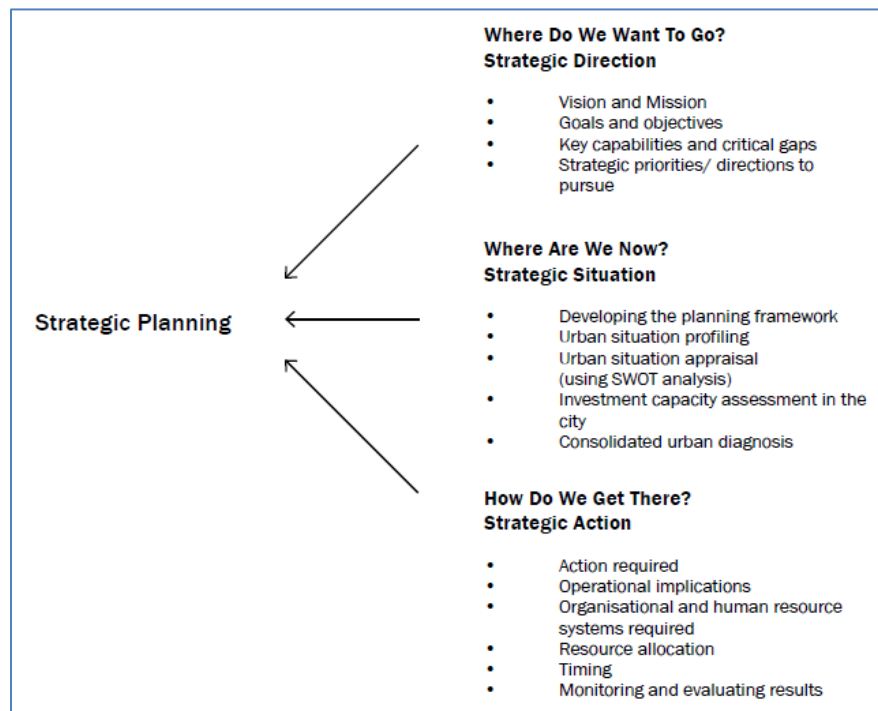 Where Do We Want To Go?
Strategic Direction
• Vision and Mission
• Goals and objectives
• Key capabilities and critical gaps
• Strategic priorities/ directions to
pursue
Where Are We Now?
Strategic Situation
Strategic Planning
• Developing the planning framework
• Urban situation profiling
• Urban situation appraisal
(using SWOT analysis)
• Investment capacity assessment in the
city
• Consolidated urban diagnosis
How Do We Get There?
Strategic Action
• Action required
• Operational implications
• Organisational and human resource
systems required
• Resource allocation
• Timing
• Monitoring and evaluating results